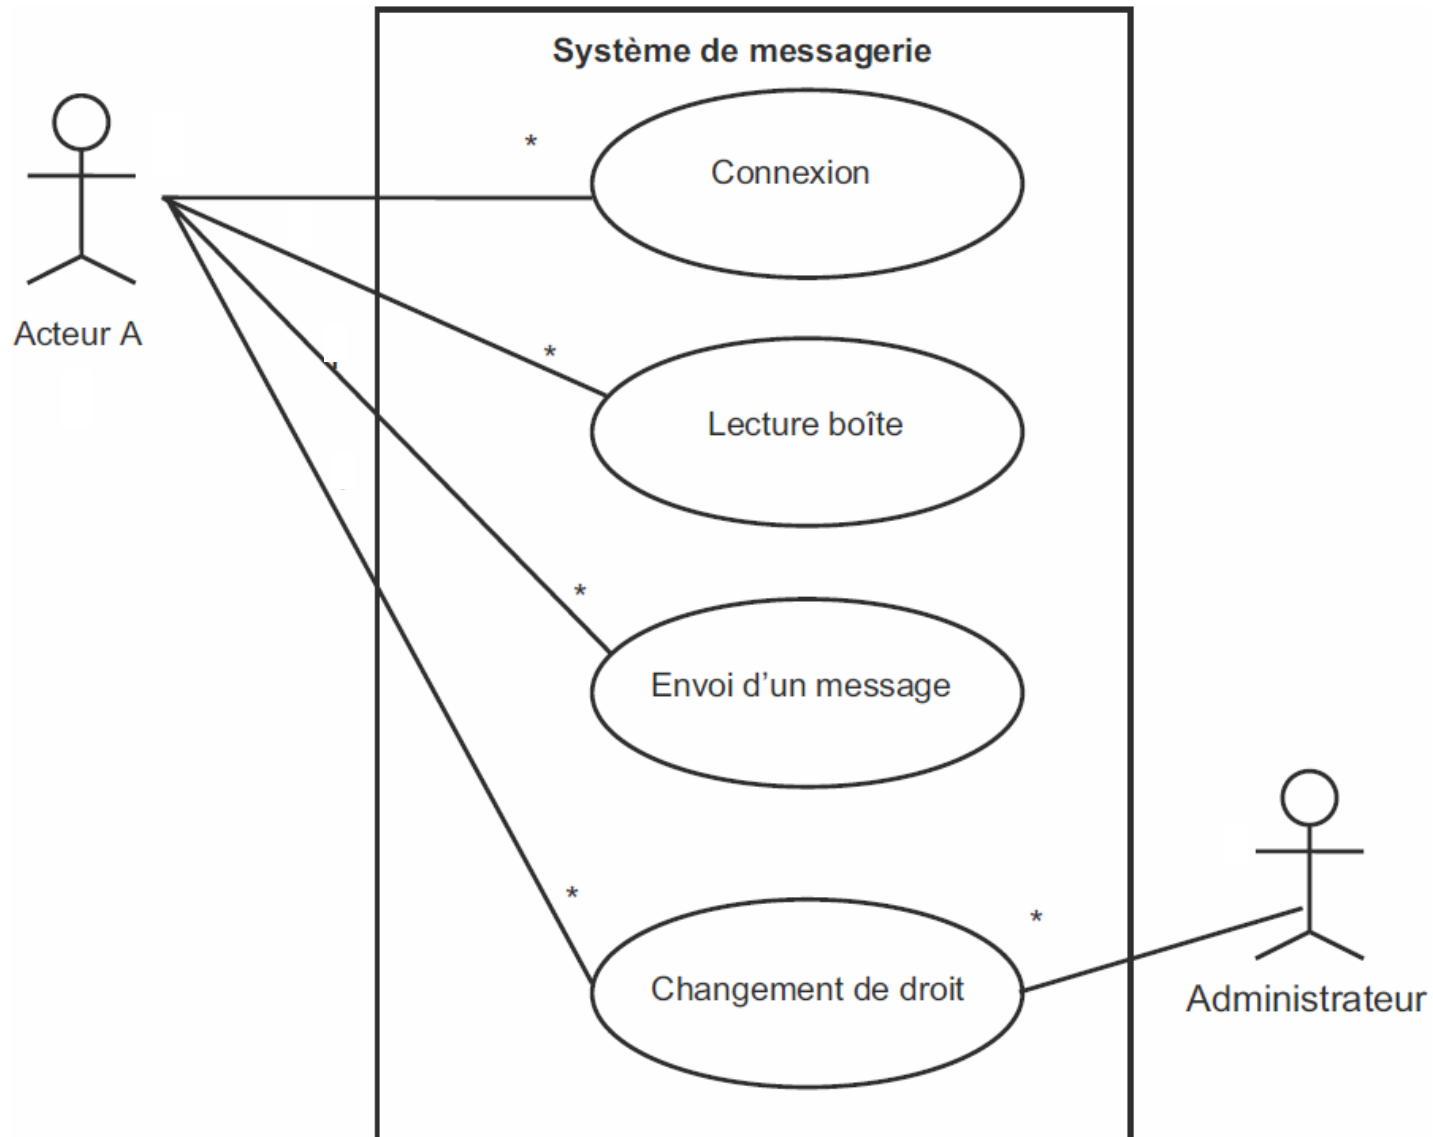 Système de messagerie
*
Connexion
Acteur A
*
Lecture boîte
*
Envoi d’un message
*
*
Changement de droit
Administrateur